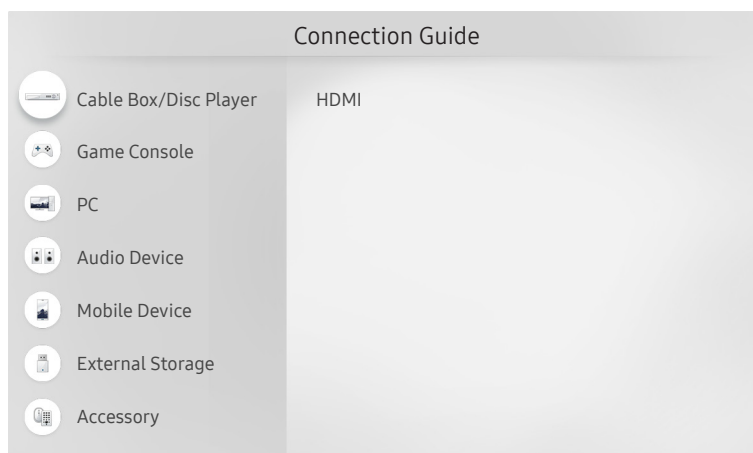 Connection Guide
Cable Box/Disc Player
HDMI
Game Console
PC
Audio Device
Mobile Device
External Storage
Accessory